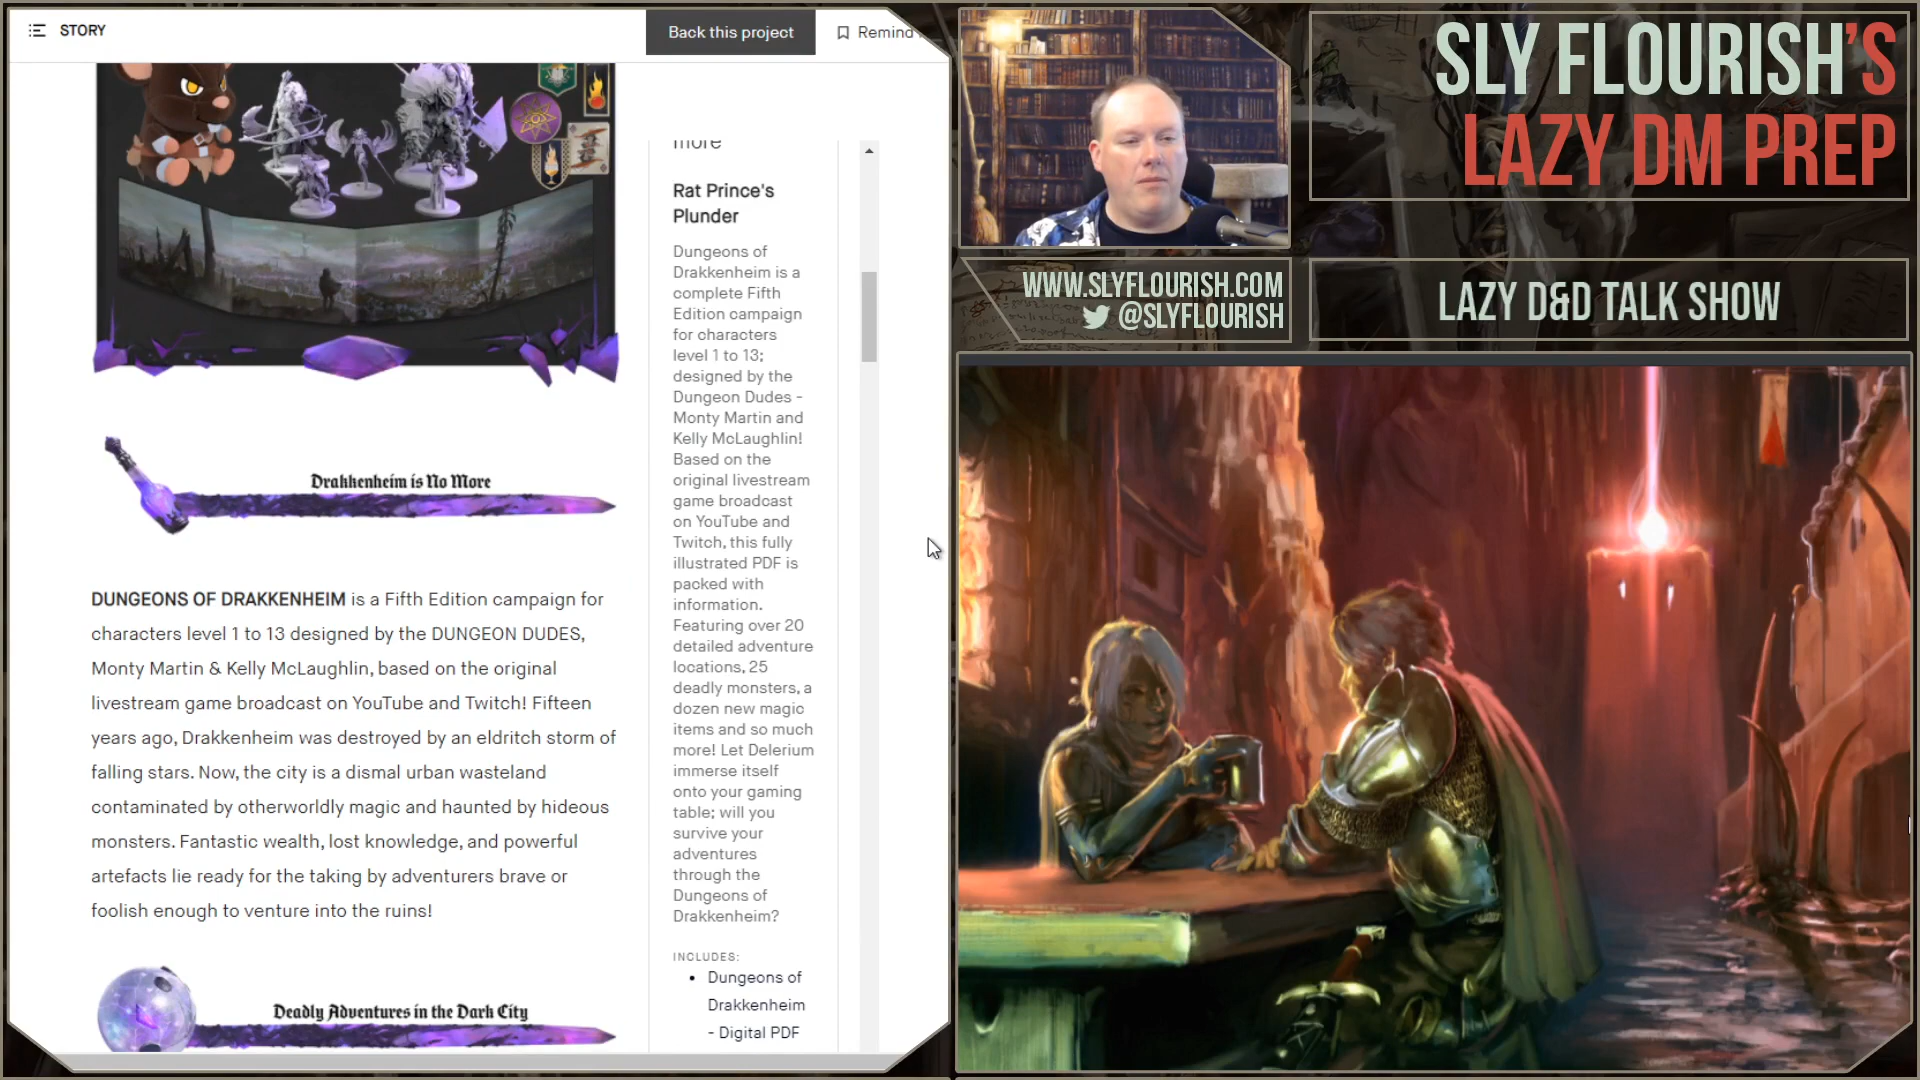 STORY
Back this project
Remind
more
Rat Prince's
Plunder
Dungeons of
Drakkenheim is a
complete Fifth
Edition campaign
for characters
level 1 to 13;
designed by the
Dungeon Dudes -
Monty Martin and
Kelly McLaughlin!
Based on the
original livestream
game broadcast
on YouTube and
Twitch, this fully
illustrated PDF is
packed with
information.
Featuring over 20
detailed adventure
locations, 25
deadly monsters, a
dozen new magic
items and so much
more! Let Delerium
immerse itself
onto your gaming
table; will you
survive your
adventures
through the
Dungeons of
Drakkenheim?
INCLUDES:
• Dungeons of
Drakkenheim
- Digital PDF
Drakkenheim is No More
DUNGEONS OF DRAKKENHEIM is a Fifth Edition campaign for
characters level 1 to 13 designed by the DUNGEON DUDES,
Monty Martin & Kelly McLaughlin, based on the original
livestream game broadcast on YouTube and Twitch! Fifteen
years ago, Drakkenheim was destroyed by an eldritch storm of
falling stars. Now, the city is a dismal urban wasteland
contaminated by otherworldly magic and haunted by hideous
monsters. Fantastic wealth, lost knowledge, and powerful
artefacts lie ready for the taking by adventurers brave or
foolish enough to venture into the ruins!
Deadly Adventures in the Dark City
SLY FLOURISH'S
LAZY DM PREP
WWW.SLYFLOURISH.COM
@SLYFLOURISH
LAZY D&D TALK SHOW